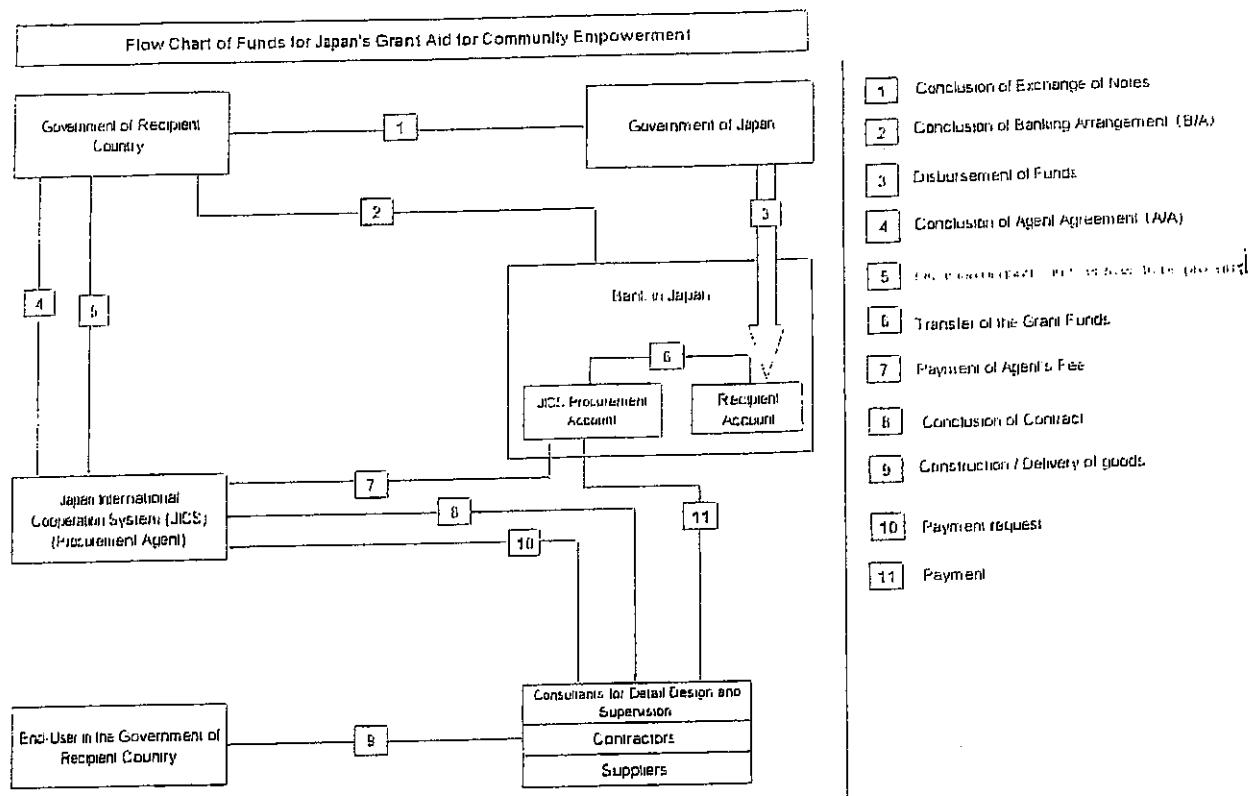 Flow Chart of Funds for Japan's Grant Aid for Community Empowerment
Government of Recipient
Country
1
Government of Japan
2
3
4
5
Bank in Japan
6
JICS Procurement
Account
Recipient
Account
Japan International
Cooperation System (JICS)
(Procurement Agent)
7
8
10
11
End-User in the Government of
Recipient Country
9
Consultants for Detail Design and
Supervision
Contractors
Suppliers
1 Conclusion of Exchange of Notes
2 Conclusion of Banking Arrangement (B/A)
3 Disbursement of Funds
4 Conclusion of Agent Agreement (A/A)
5
6 Transfer of the Grant Funds
7 Payment of Agent's Fee
8 Conclusion of Contract
9 Construction / Delivery of goods
10 Payment request
11 Payment